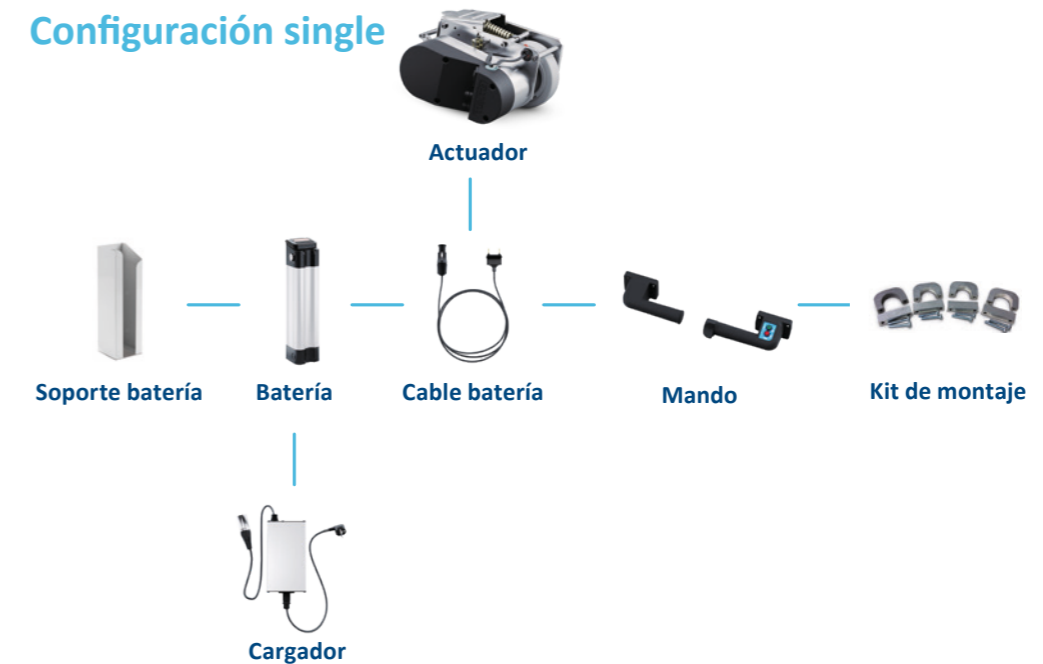 Configuración single
Actuador
Soporte batería
Batería
Cable batería
Mando
Kit de montaje
Cargador